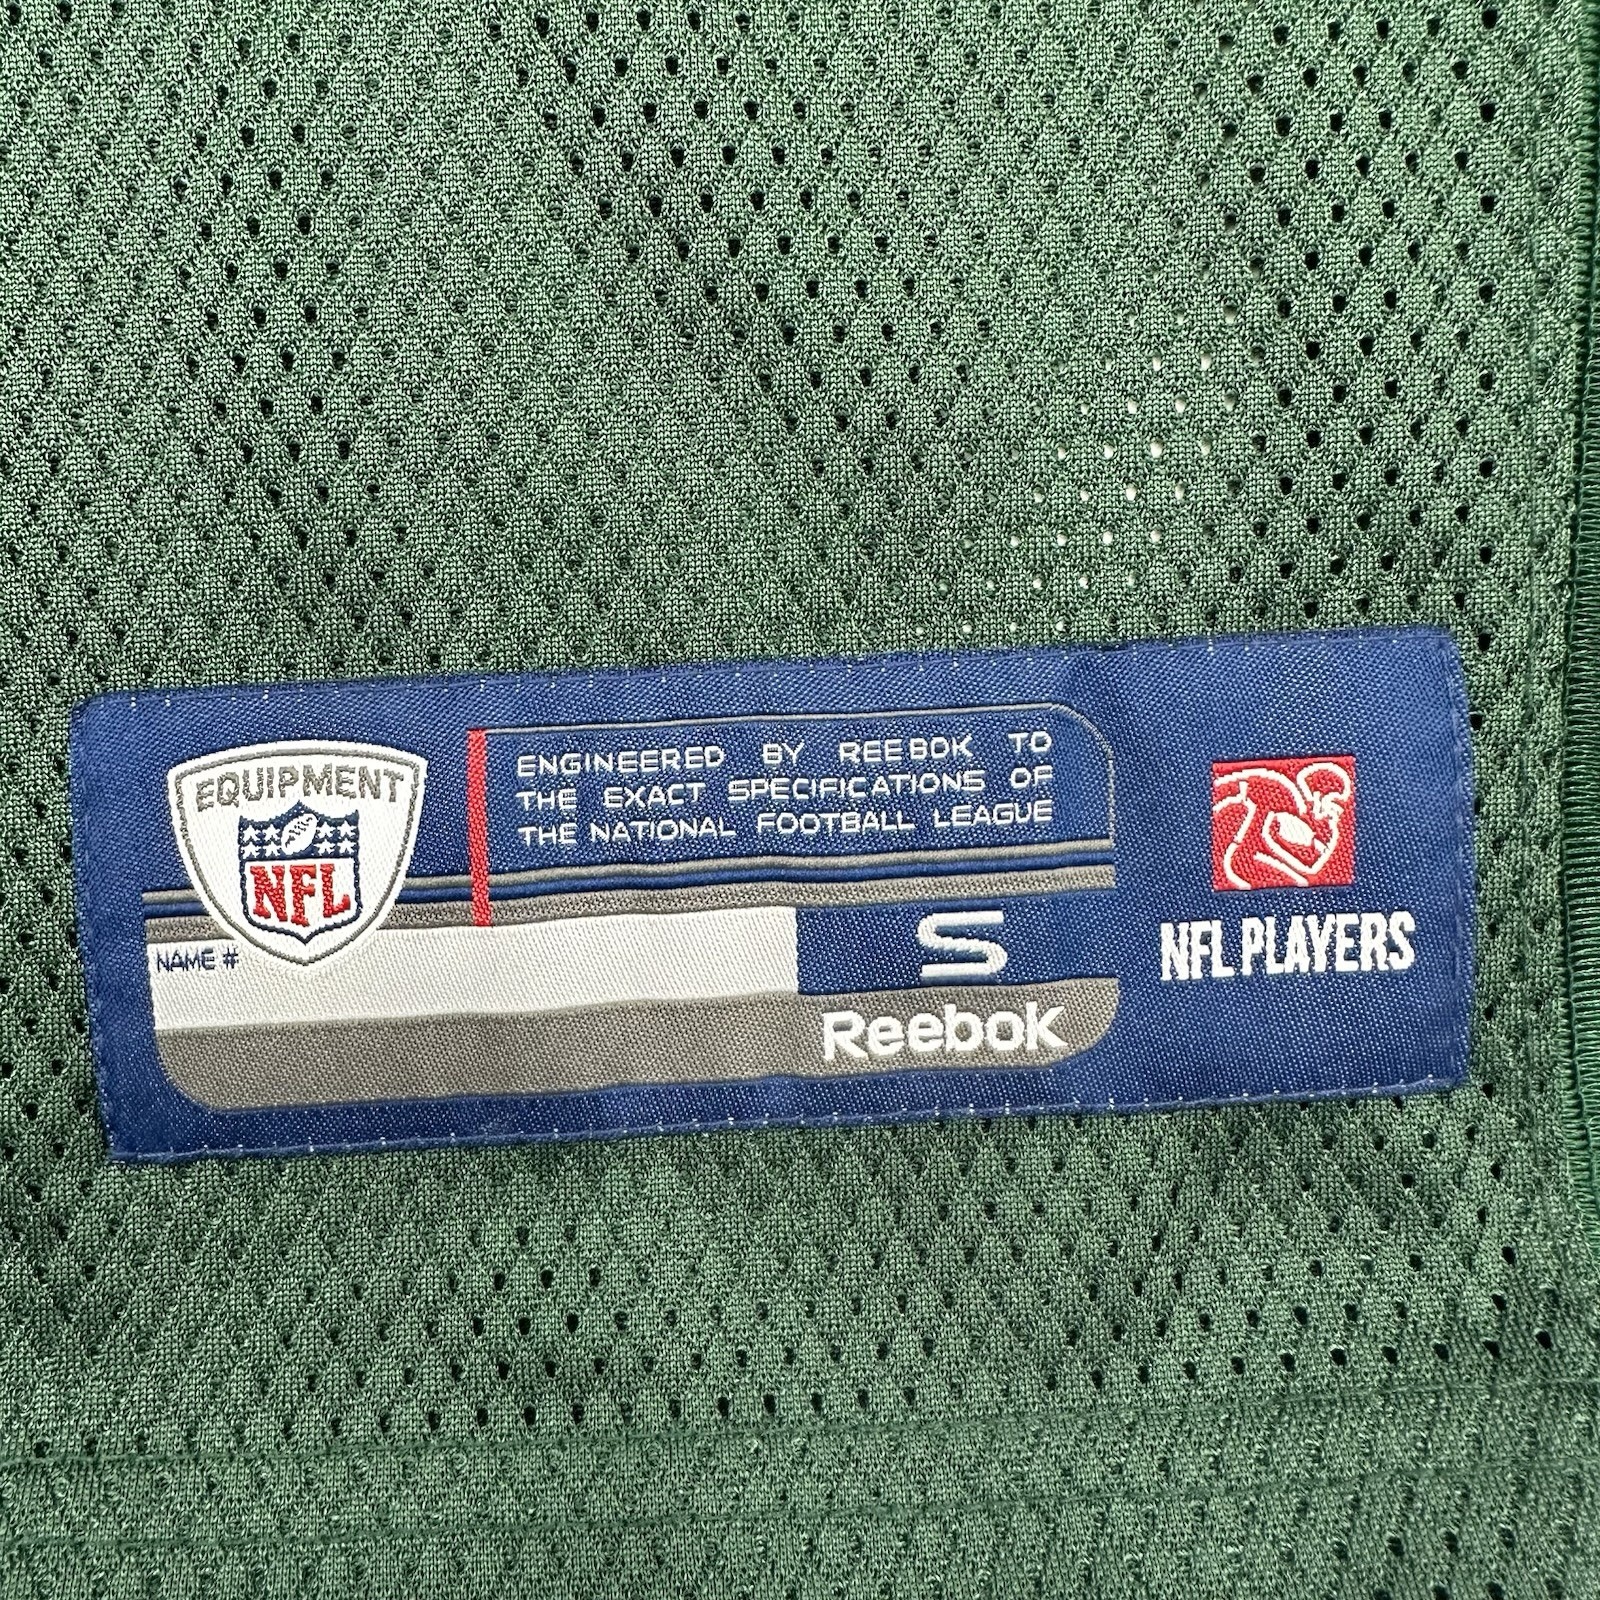 EQUIPMENT
NFL
ENGINEERED BY REEBOK TO
THE EXACT SPECIFICATIONS OF
THE NATIONAL FOOTBALL LEAGUE
NAME #
S
Reebok
NFL PLAYERS